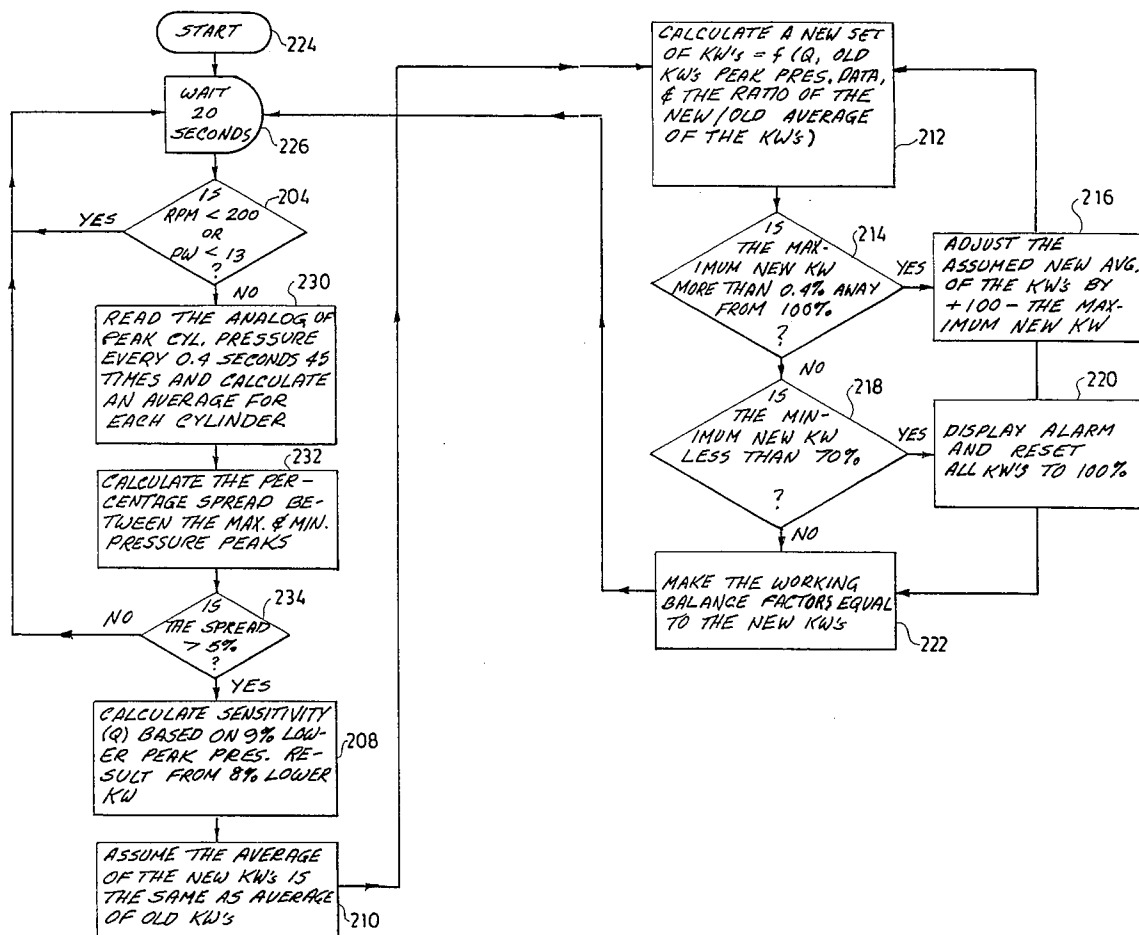 START
224
WAIT
20
SECONDS
226
IS
RPM < 200
OR
PW < 13
?
204
YES
NO
230
READ THE ANALOG OF
PEAK CYL. PRESSURE
EVERY 0.4 SECONDS 45
TIMES AND CALCULATE
AN AVERAGE FOR
EACH CYLINDER
232
CALCULATE THE PER-
CENTAGE SPREAD BE-
TWEEN THE MAX. & MIN.
PRESSURE PEAKS
234
IS
THE SPREAD
> 5%
?
NO
YES
CALCULATE SENSITIVITY
(Q) BASED ON 9% LOW-
ER PEAK PRES. RE-
SULT FROM 8% LOWER
KW
208
ASSUME THE AVERAGE
OF THE NEW KW'S IS
THE SAME AS AVERAGE
OF OLD KW'S
210
CALCULATE A NEW SET
OF KW's = f (Q, OLD
KW's PEAK PRES. DATA,
& THE RATIO OF THE
NEW/OLD AVERAGE
OF THE KW's)
212
IS
THE MAX-
IMUM NEW KW
MORE THAN 0.4% AWAY
FROM 100%
?
214
YES
NO
216
ADJUST THE
ASSUMED NEW AVG.
OF THE KW'S BY
+100 - THE MAX-
IMUM NEW KW
IS
THE MIN-
IMUM NEW KW
LESS THAN 70%
?
218
YES
NO
220
DISPLAY ALARM
AND RESET
ALL KW'S TO 100%
MAKE THE WORKING
BALANCE FACTORS EQUAL
TO THE NEW KW's
222